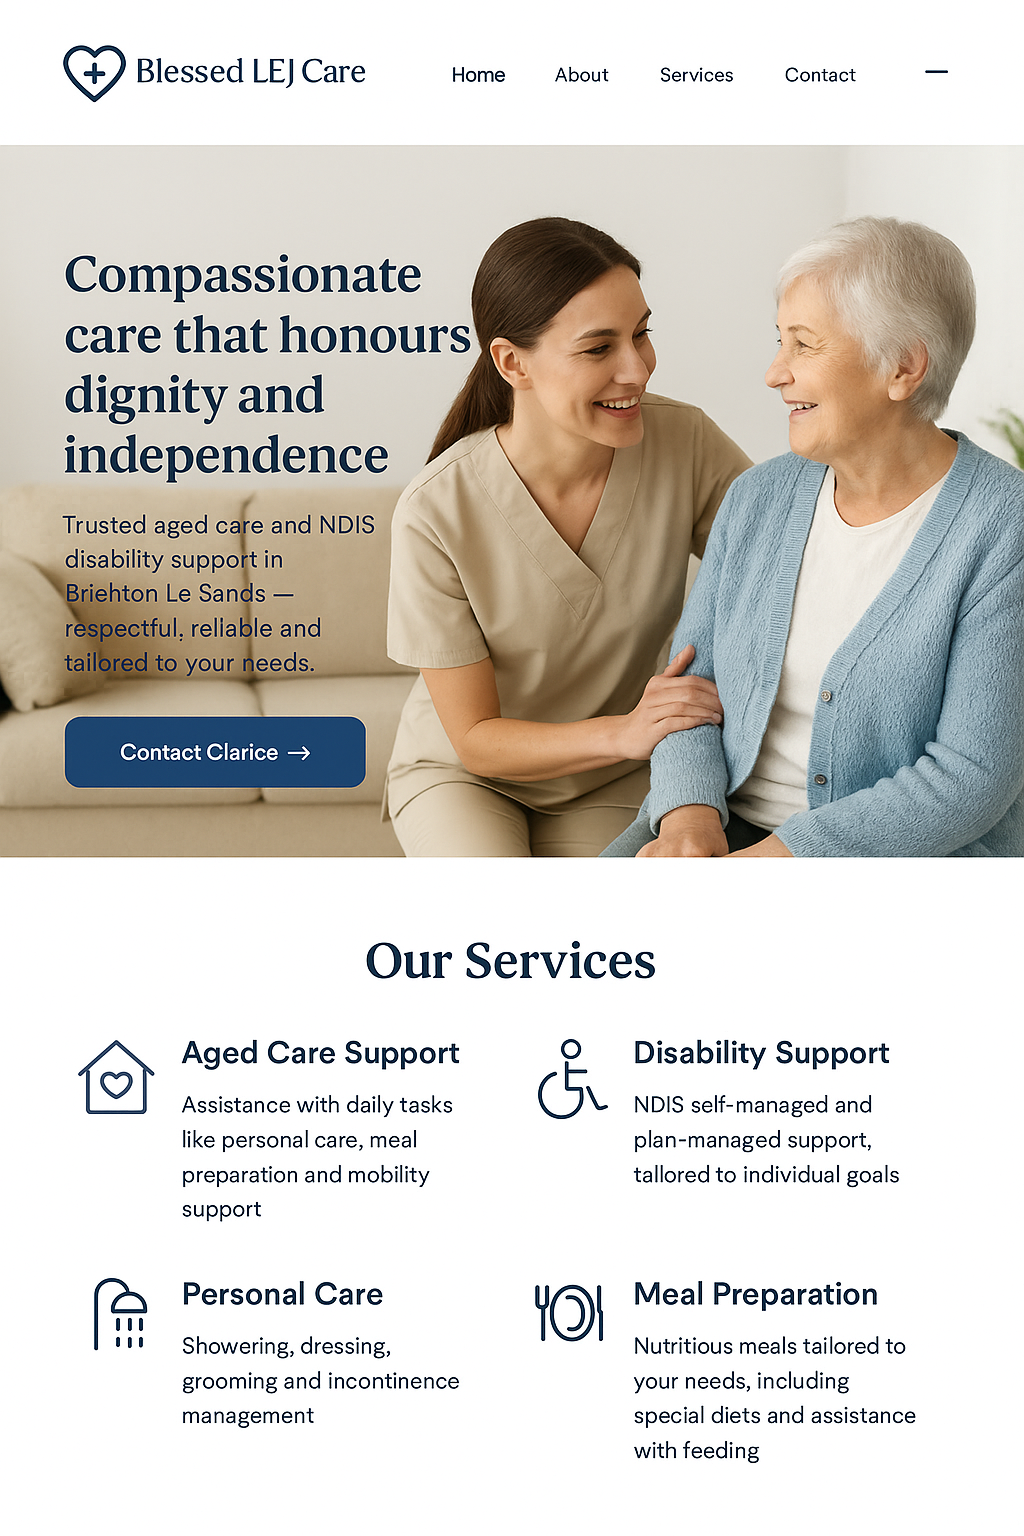 Blessed LEJ Care
Home About Services Contact
Compassionate
care that honours
dignity and
independence
Trusted aged care and NDIS
disability support in
Briehton Le Sands —
respectful, reliable and
tailored to your needs.
Contact Clarice →
Our Services
Aged Care Support
Assistance with daily tasks
like personal care, meal
preparation and mobility
support
Disability Support
NDIS self-managed and
plan-managed support,
tailored to individual goals
Personal Care
Showering, dressing,
grooming and incontinence
management
Meal Preparation
Nutritious meals tailored to
your needs, including
special diets and assistance
with feeding